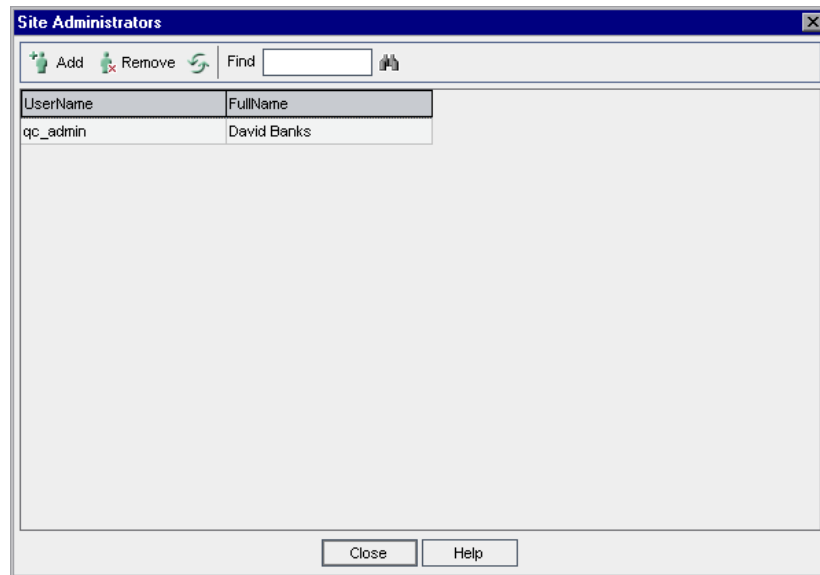 Site Administrators
Add Remove Find
UserName FullName
qc_admin David Banks
Close Help